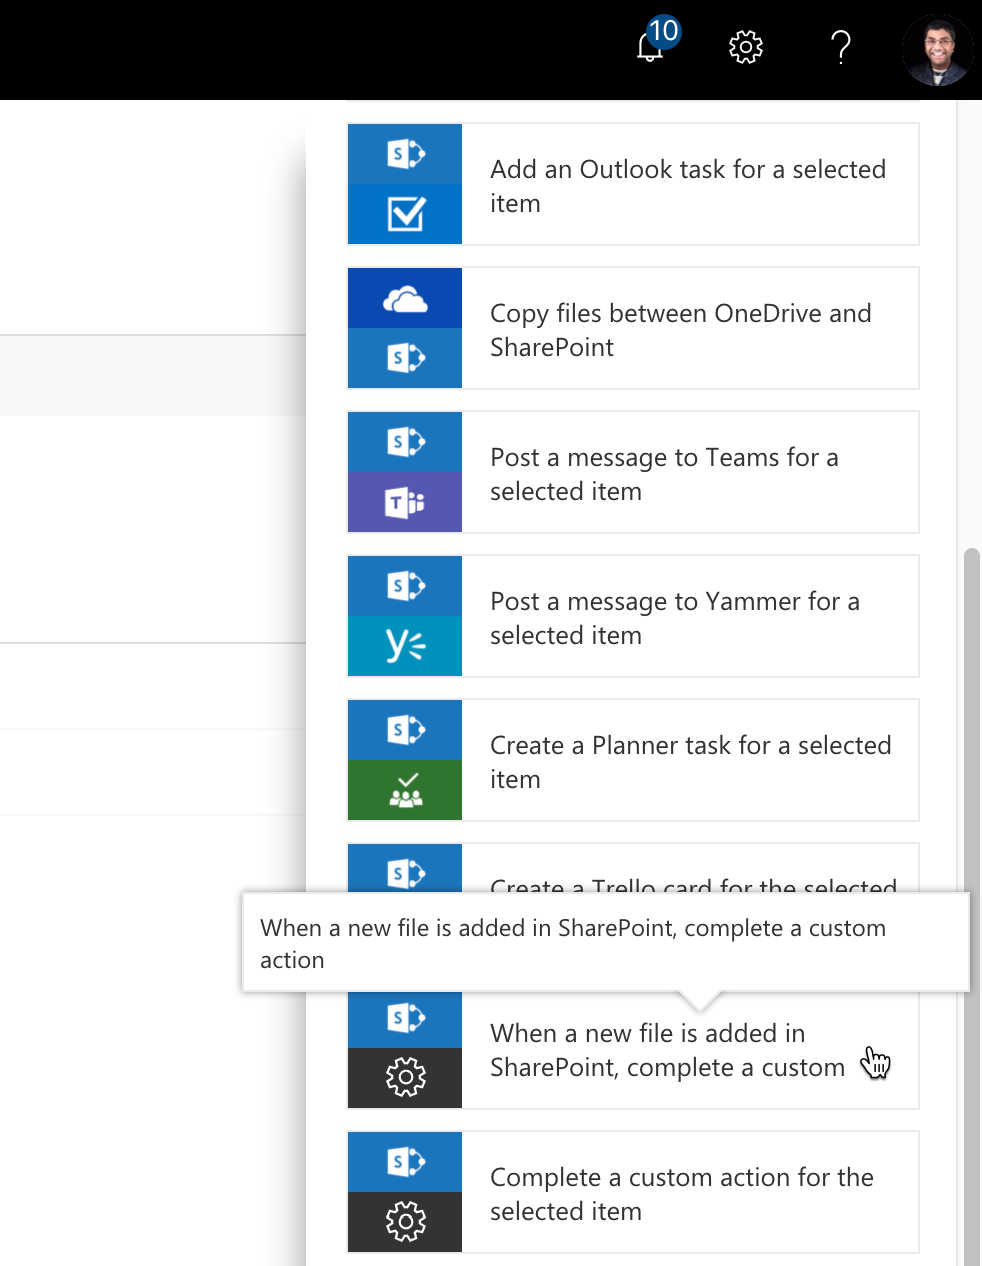 10
Add an Outlook task for a selected
item
Copy files between OneDrive and
SharePoint
Post a message to Teams for a
selected item
Post a message to Yammer for a
selected item
Create a Planner task for a selected
item
Create a Trello card for the selected
When a new file is added in SharePoint, complete a custom
action
When a new file is added in
SharePoint, complete a custom
Complete a custom action for the
selected item